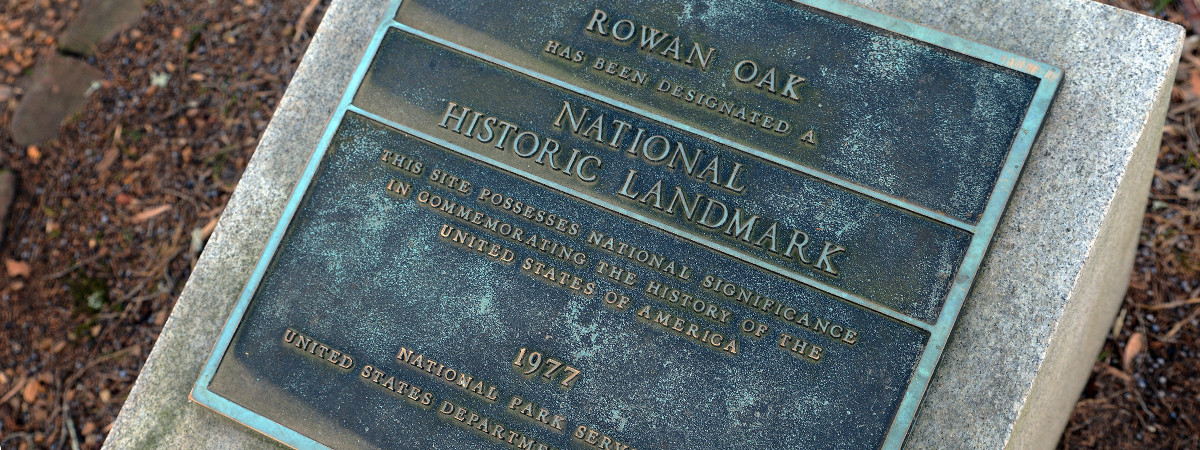 ROWAN OAK
HAS BEEN DESIGNATED A
NATIONAL
HISTORIC LANDMARK
THIS SITE POSSESSES NATIONAL SIGNIFICANCE
IN COMMEMORATING THE HISTORY OF THE
UNITED STATES OF AMERICA
1977
NATIONAL PARK
UNITED STATES